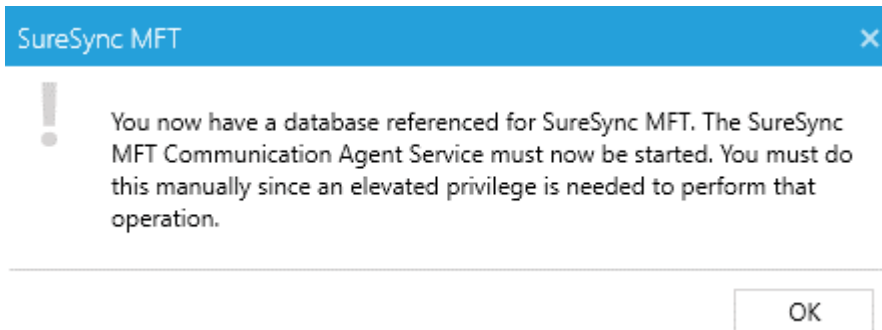 SureSync MFT
You now have a database referenced for SureSync MFT. The SureSync
MFT Communication Agent Service must now be started. You must do
this manually since an elevated privilege is needed to perform that
operation.
OK